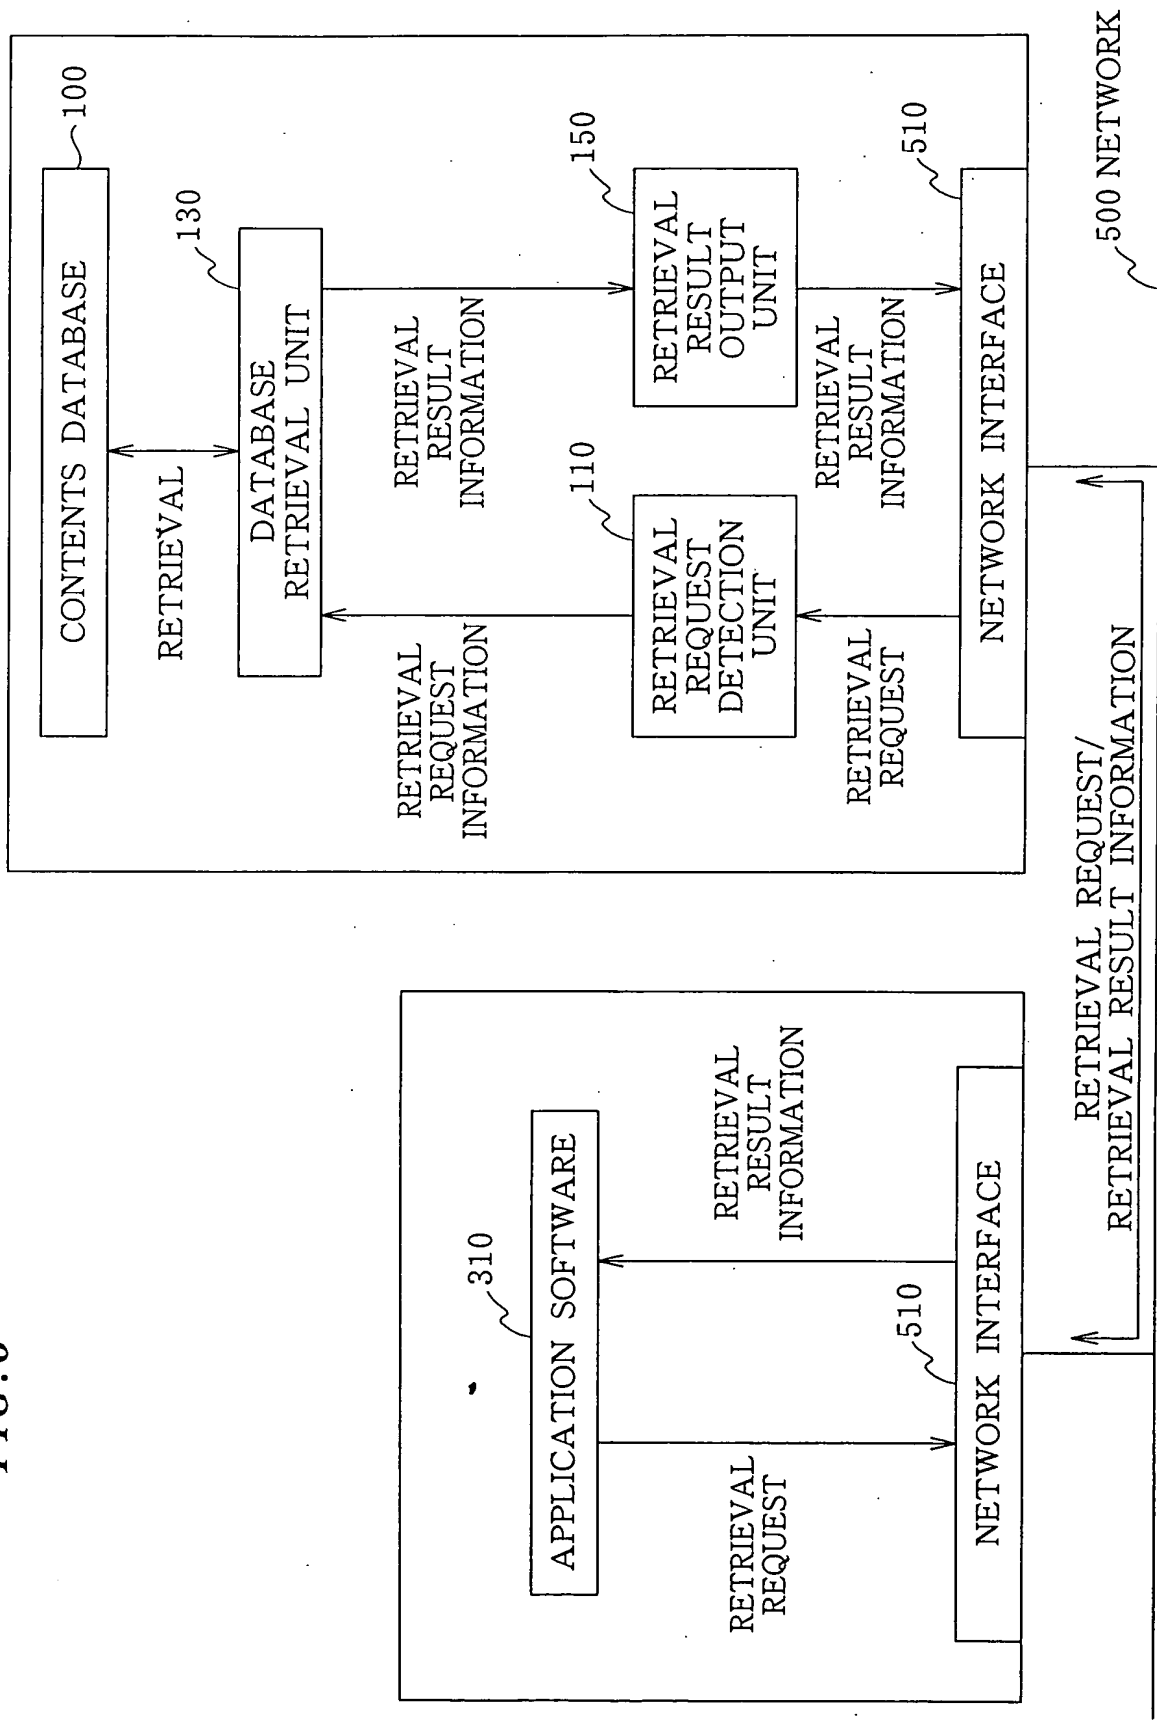 APPLICATION SOFTWARE
310
RETRIEVAL
REQUEST
RETRIEVAL
RESULT
INFORMATION
510
NETWORK INTERFACE
CONTENTS DATABASE
100
RETRIEVAL
130
DATABASE
RETRIEVAL UNIT
RETRIEVAL
REQUEST
INFORMATION
RETRIEVAL
RESULT
INFORMATION
110
RETRIEVAL
REQUEST
DETECTION
UNIT
150
RETRIEVAL
RESULT
OUTPUT
UNIT
RETRIEVAL
REQUEST
RETRIEVAL
RESULT
INFORMATION
510
NETWORK INTERFACE
RETRIEVAL REQUEST/
RETRIEVAL RESULT INFORMATION
500 NETWORK